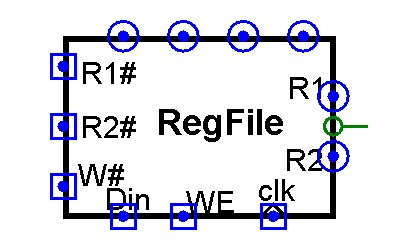 R1#
R1
R2#
RegFile
R2
W#
Din
WE
clk